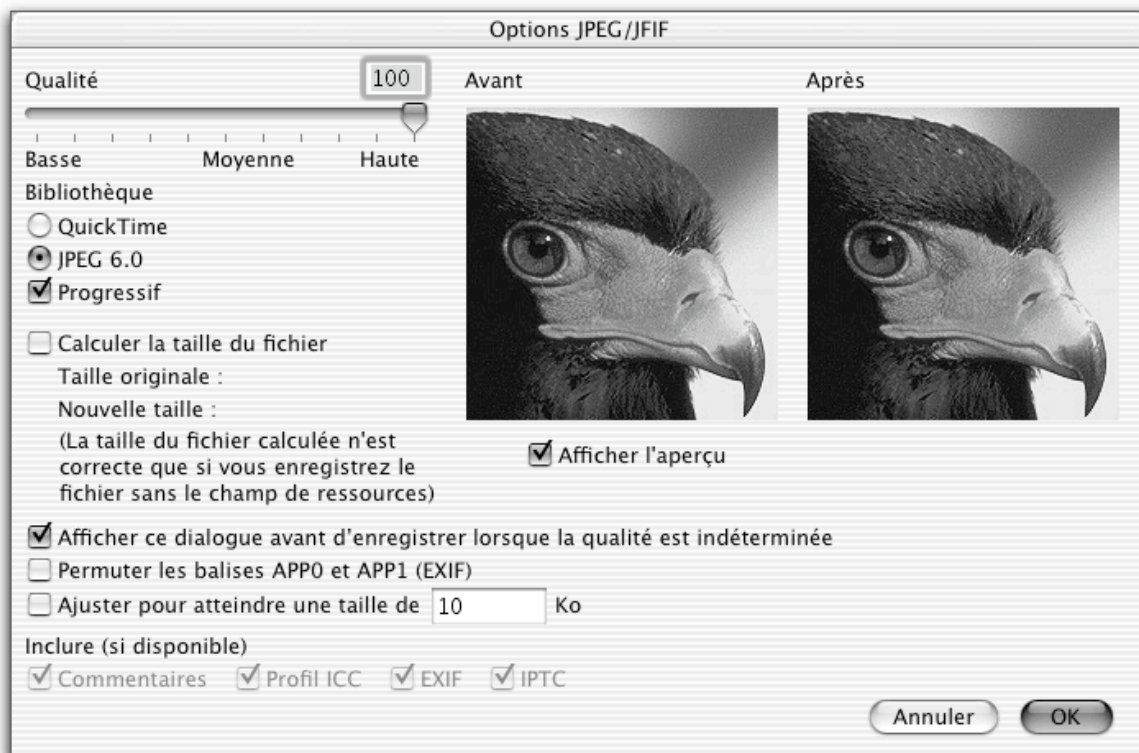 Options JPEG/JFIF
Qualité 100
Basse Moyenne Haute
Bibliothèque
QuickTime
JPEG 6.0
Progressif
Calculer la taille du fichier
Taille originale :
Nouvelle taille :
(La taille du fichier calculée n'est
correcte que si vous enregistrez le
fichier sans le champ de ressources)
Avant Après
Afficher l'aperçu
Afficher ce dialogue avant d'enregistrer lorsque la qualité est indéterminée
Permuter les balises APP0 et APP1 (EXIF)
Ajuster pour atteindre une taille de 10 Ko
Inclure (si disponible)
Commentaires Profil ICC EXIF IPTC
Annuler OK